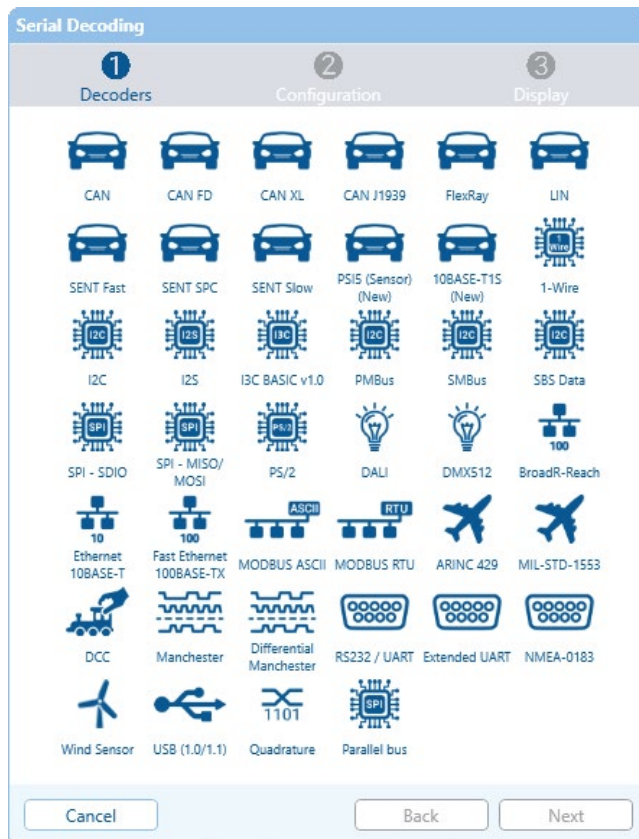 Serial Decoding
1 2 3
Decoders Configuration Display
CAN CAN FD CAN XL CAN J1939 FlexRay LIN
1 Wire
SENT Fast SENT SPC SENT Slow PSI5 (Sensor) (New) 10BASE-T1S (New) 1-Wire
I2C I2S I3C I2C I2C I2C
I2C I2S I3C BASIC v1.0 PMBus SMBus SBS Data
SPI SPI PS/2 100
SPI - SDIO SPI - MISO/ MOSI PS/2 DALI DMX512 BroadR-Reach
10 100 ASCII RTU
Ethernet 10BASE-T Fast Ethernet 100BASE-TX MODBUS ASCII MODBUS RTU ARINC 429 MIL-STD-1553
DCC Manchester Differential Manchester RS232 / UART Extended UART NMEA-0183
1101 SPI
Wind Sensor USB (1.0/1.1) Quadrature Parallel bus
Cancel Back Next